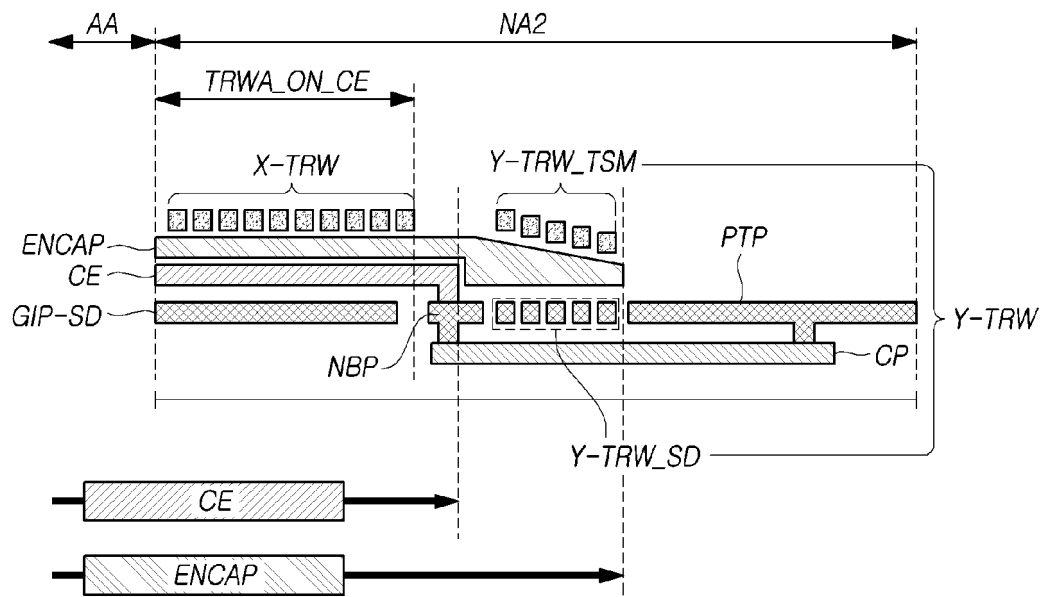 AA
NA2
TRWA_ON_CE
X-TRW
Y-TRW_TSM
ENCAP
PTP
CE
GIP-SD
Y-TRW
NBP
CP
Y-TRW_SD
CE
ENCAP